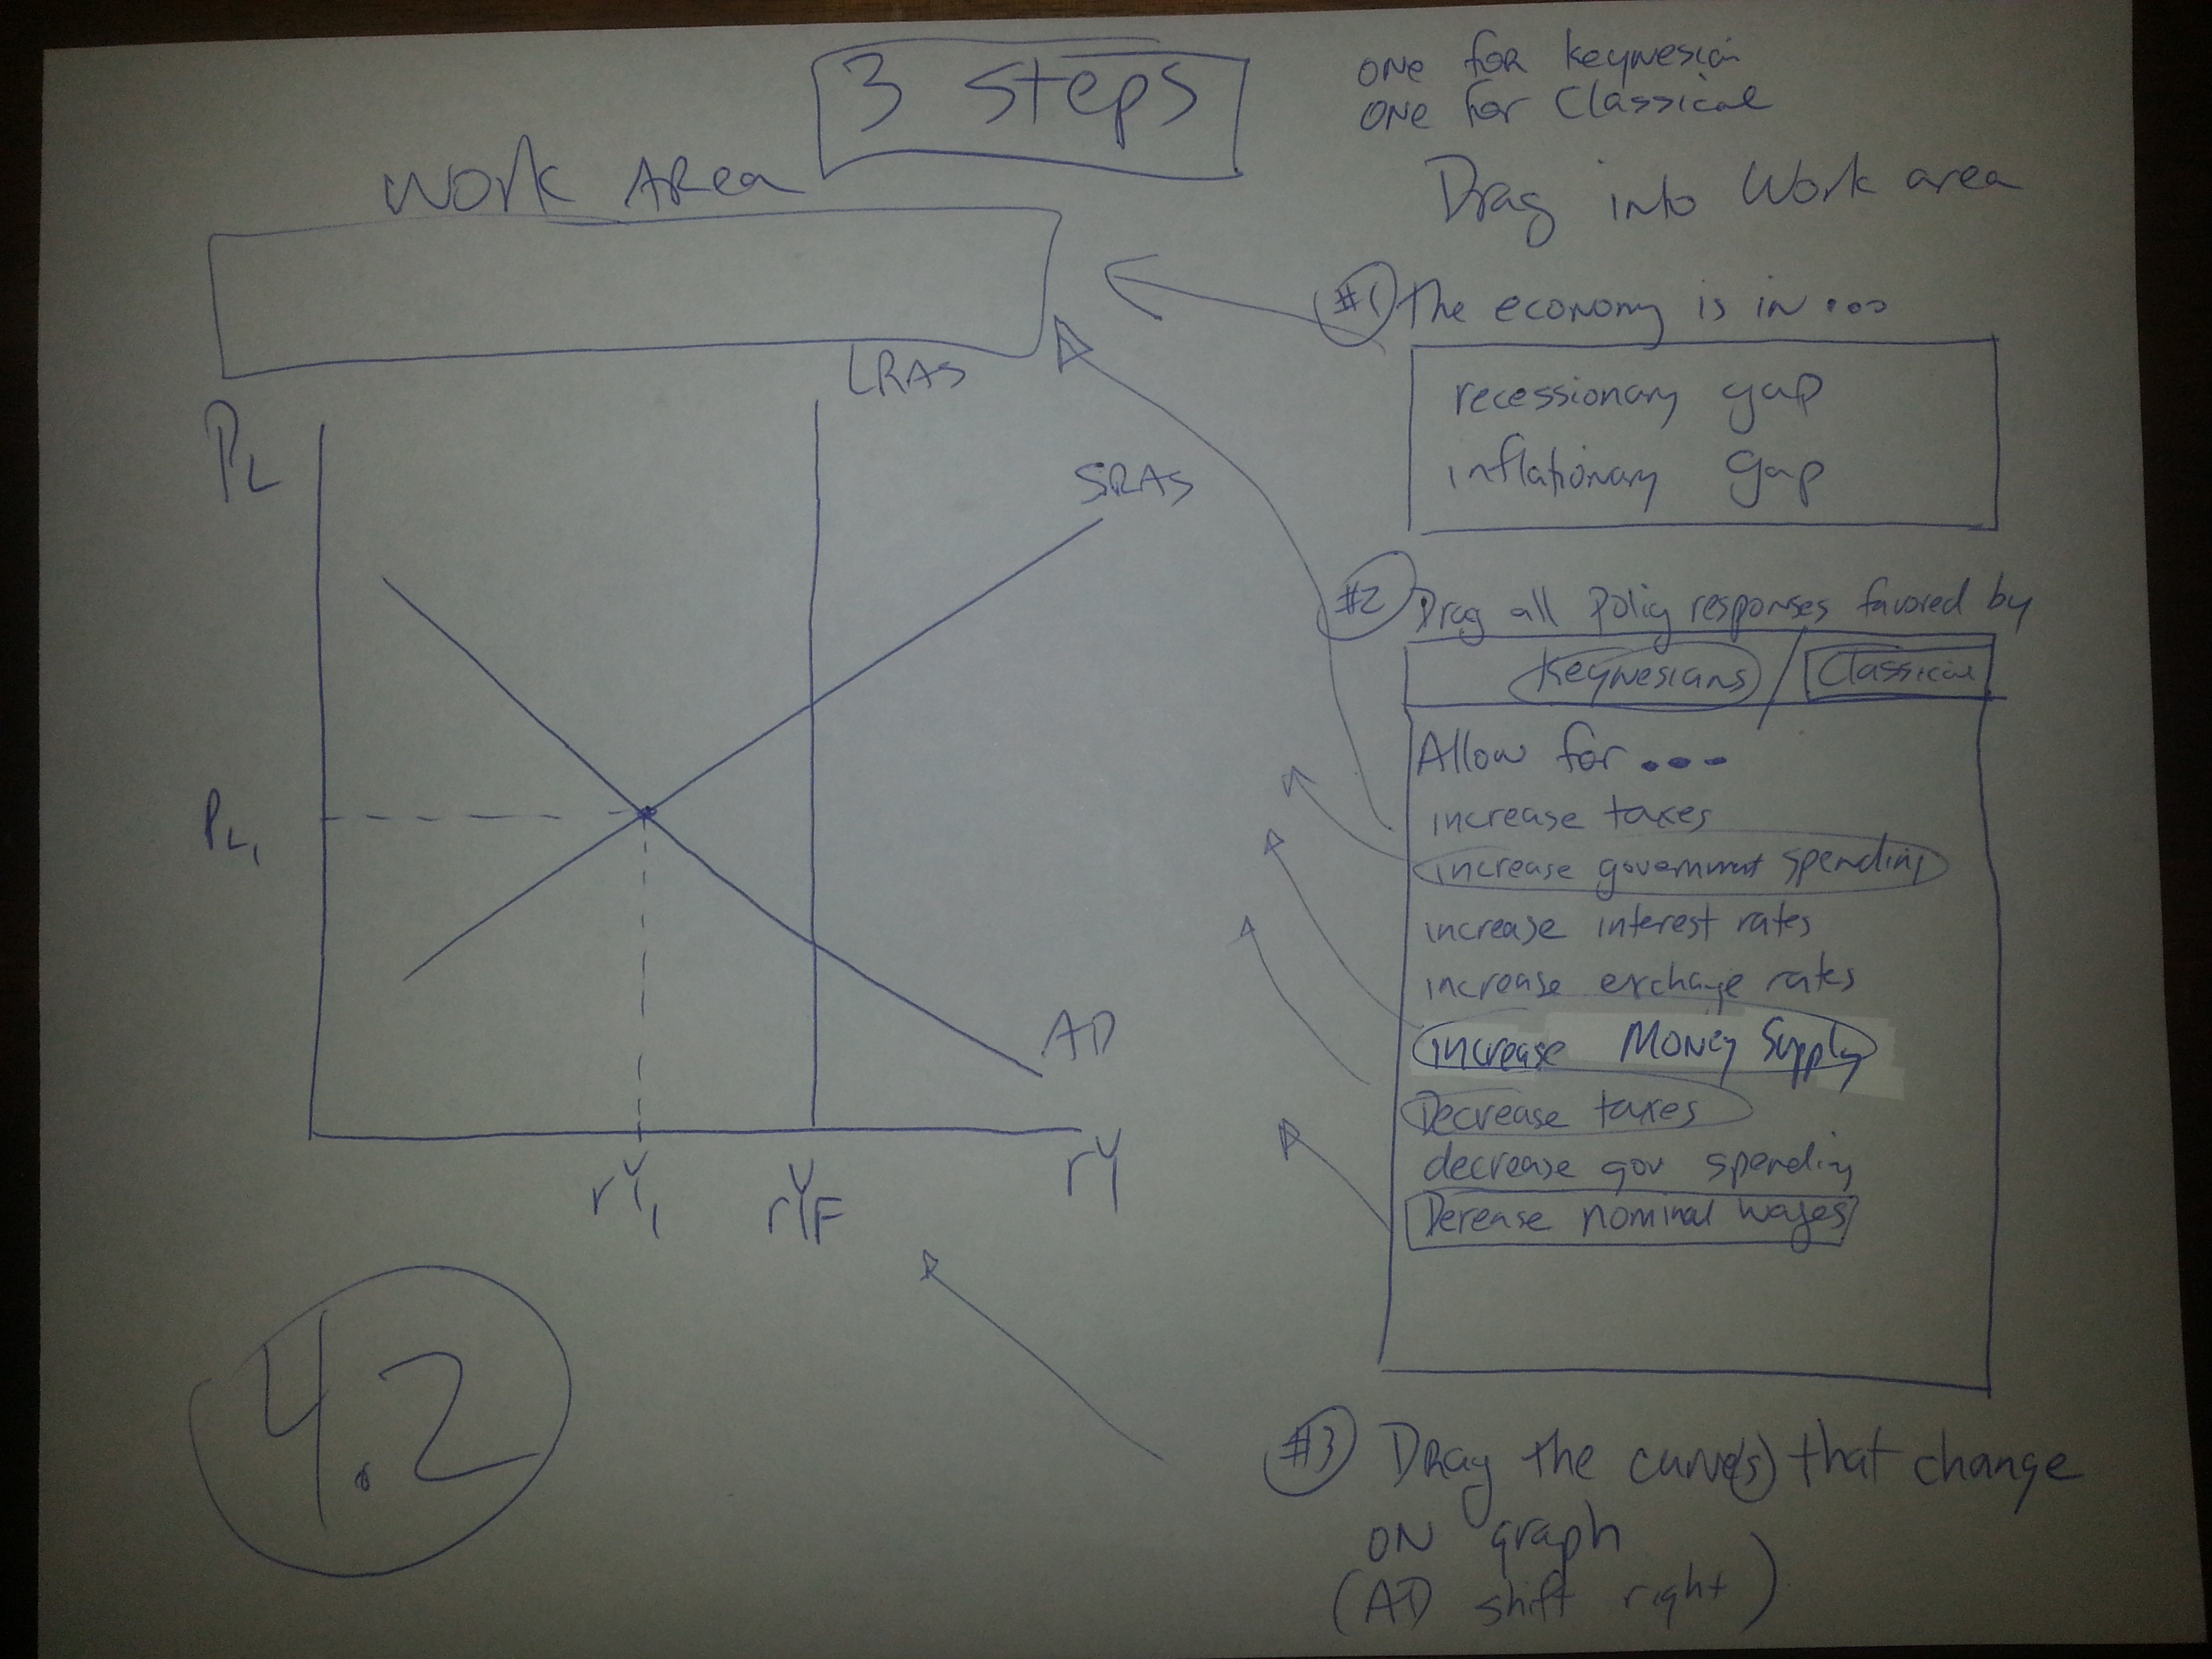 3 Steps
one for Keynesian
one for Classical
Work Area
Drag into Work area
#1 The economy is in...
recessionary gap
inflationary gap
LRAS
PL
SRAS
PL1
AD
rY1
rYF
rY
#2 Drag all Policy responses favored by
Keynesians / Classical
Allow for...
increase taxes
increase government spending
increase interest rates
increase exchange rates
increase Money Supply
Decrease taxes
decrease gov spending
Derease nominal wages
4.2
#3 Drag the curve(s) that change
on graph
(AD shift right)